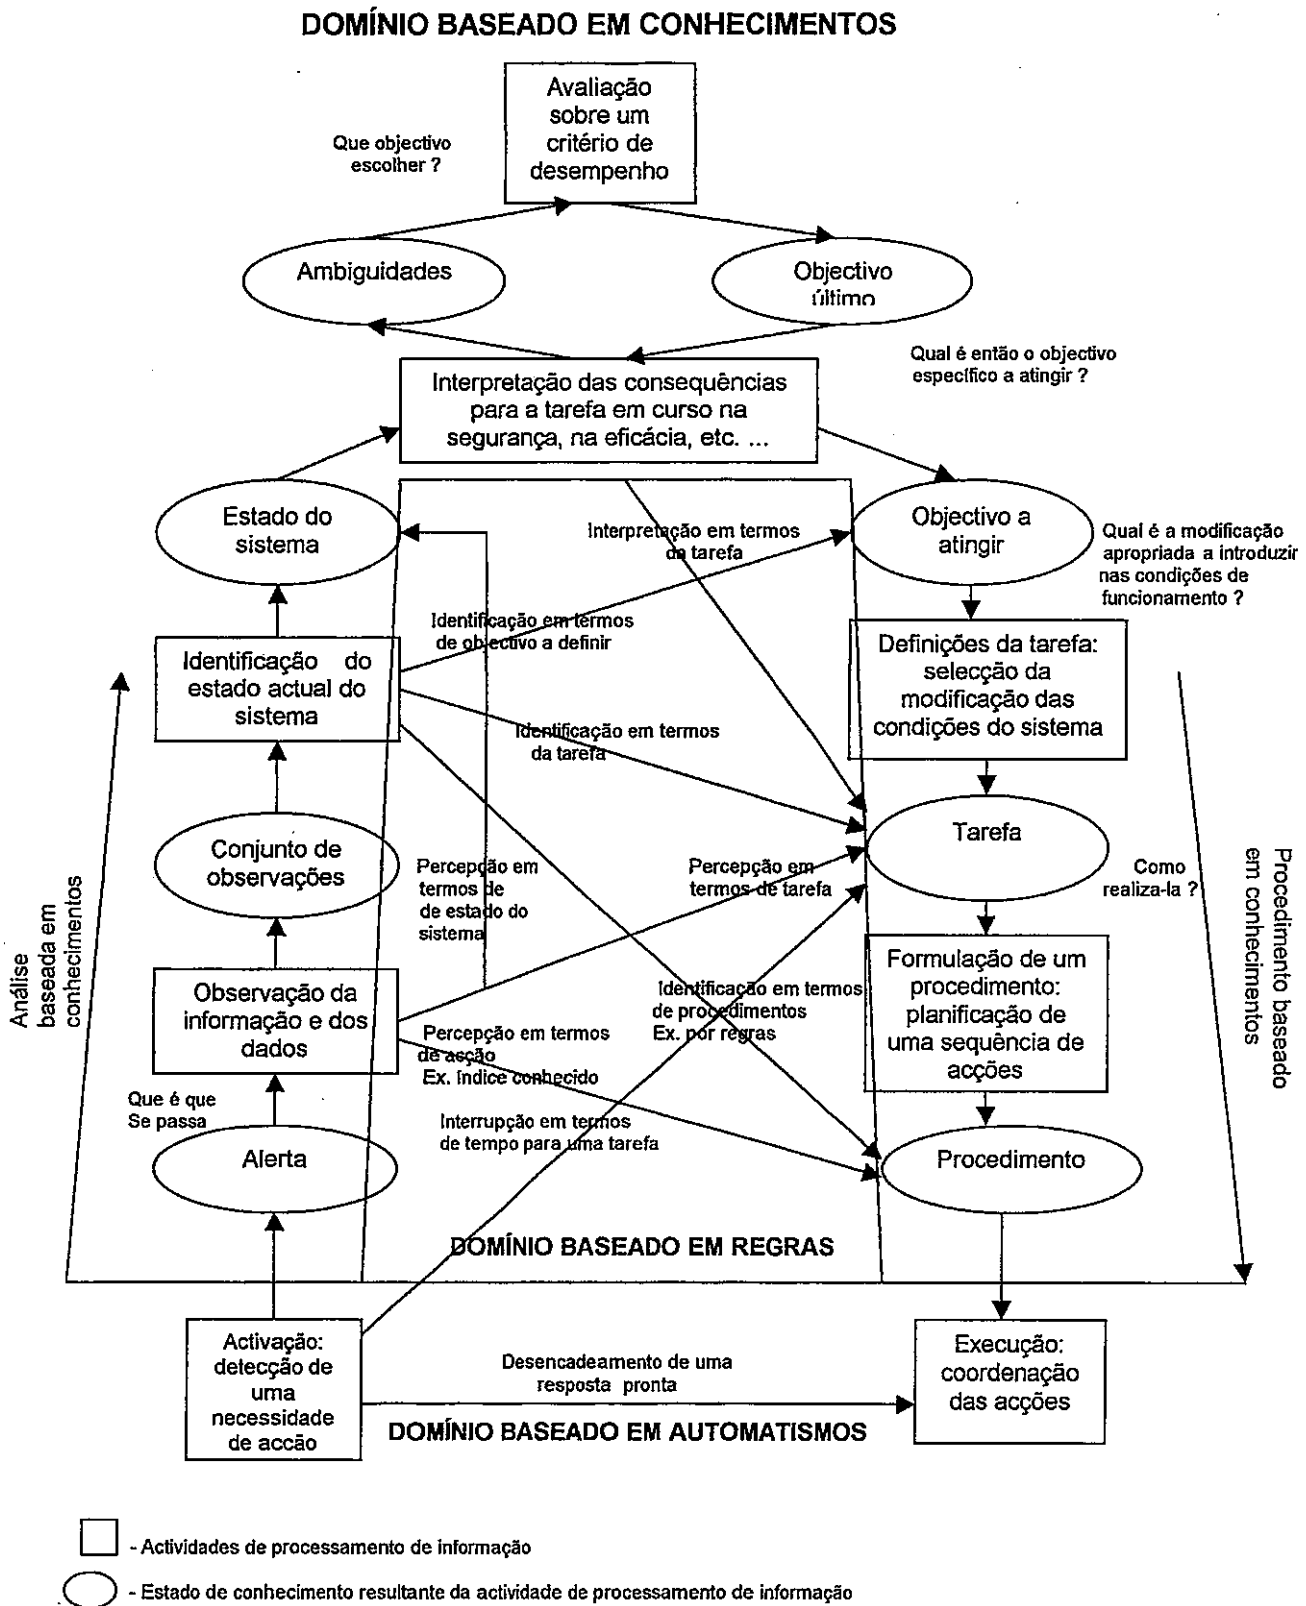 DOMÍNIO BASEADO EM CONHECIMENTOS
Avaliação
sobre um
critério de
desempenho
Que objectivo
escolher ?
Ambiguidades
Objectivo
último
Qual é então o objectivo
específico a atingir ?
Interpretação das consequências
para a tarefa em curso na
segurança, na eficácia, etc. ...
Estado do
sistema
Interpretação em termos
da tarefa
Objectivo a
atingir
Qual é a modificação
apropriada a introduzir
nas condições de
funcionamento ?
Identificação em termos
de objectivo a definir
Identificação do
estado actual do
sistema
Definições da tarefa:
selecção da
modificação das
condições do sistema
Identificação em termos
da tarefa
Conjunto de
observações
Percepção em
termos de
de estado do
sistema
Percepção em
termos de tarefa
Tarefa
Como
realiza-la ?
Análise
baseada em
conhecimentos
Procedimento baseado
em conhecimentos
Observação da
informação e dos
dados
Identificação em termos
de procedimentos
Ex. por regras
Formulação de um
procedimento:
planificação de
uma sequência de
acções
Percepção em termos
de acção
Ex. índice conhecido
Que é que
Se passa
Interrupção em termos
de tempo para uma tarefa
Alerta
Procedimento
DOMÍNIO BASEADO EM REGRAS
Activação:
detecção de
uma
necessidade
de acção
Desencadeamento de uma
resposta pronta
Execução:
coordenação
das acções
DOMÍNIO BASEADO EM AUTOMATISMOS
- Actividades de processamento de informação
- Estado de conhecimento resultante da actividade de processamento de informação